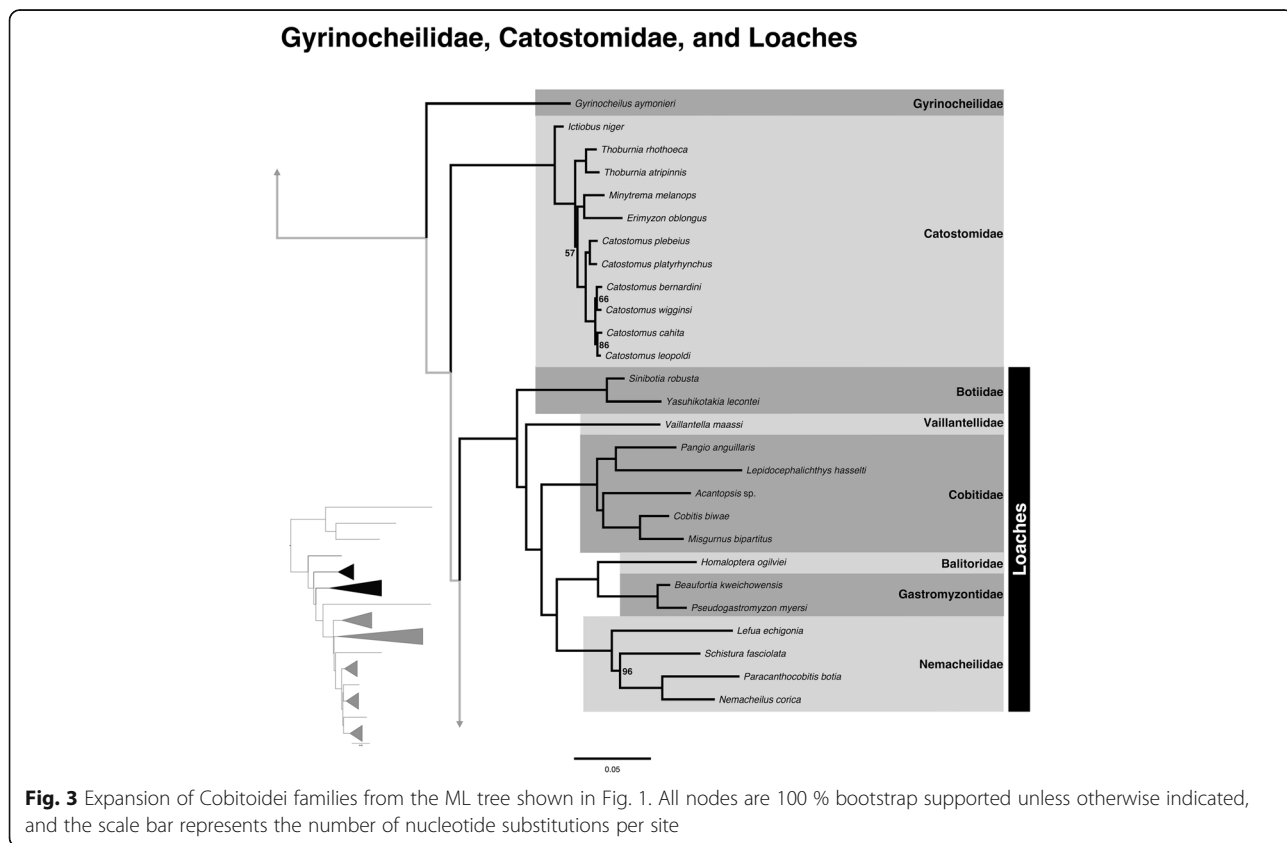 Gyrinocheilidae, Catostomidae, and Loaches
Gyrinocheilus aymonieri
Gyrinocheilidae
Ictiobus niger
Thoburnia rhothoeca
Thoburnia atripinnis
Minytrema melanops
Erimyzon oblongus
Catostomidae
Catostomus plebeius
57
Catostomus platyrhynchus
Catostomus bernardini
66
Catostomus wigginsi
Catostomus cahita
86
Catostomus leopoldi
Sinibotia robusta
Botiidae
Yasuhikotakia lecontei
Vaillantella maassi
Vaillantellidae
Pangio anguillaris
Lepidocephalichthys hasselti
Acantopsis sp.
Cobitidae
Cobitis biwae
Misgurnus bipartitus
Loaches
Homaloptera ogilviei
Balitoridae
Beaufortia kweichowensis
Gastromyzontidae
Pseudogastromyzon myersi
Lefua echigonia
Schistura fasciolata
Nemacheilidae
96
Paracanthocobitis botia
Nemacheilus corica
0.05
Fig. 3 Expansion of Cobitoidei families from the ML tree shown in Fig. 1. All nodes are 100 % bootstrap supported unless otherwise indicated,
and the scale bar represents the number of nucleotide substitutions per site